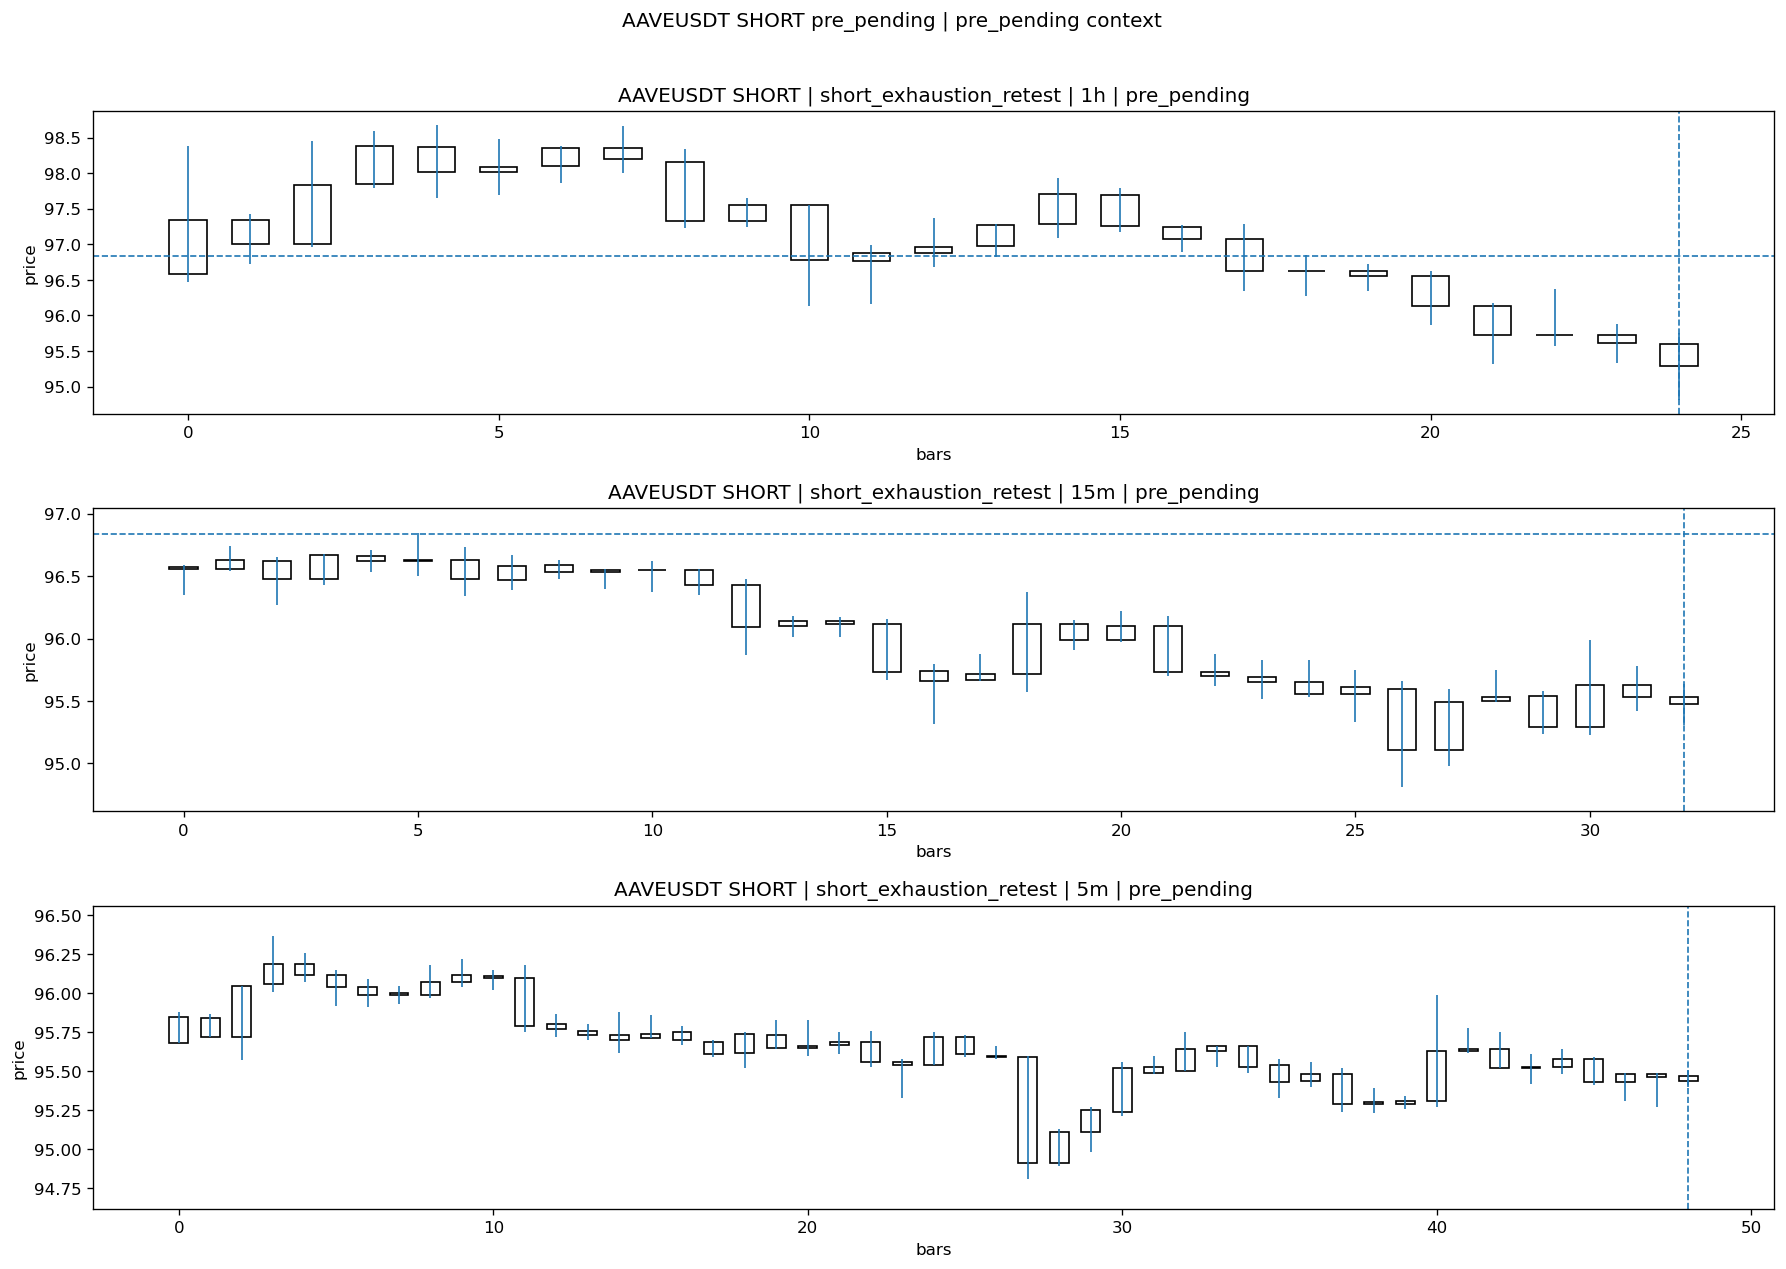 AAVEUSDT SHORT pre_pending | pre_pending context
AAVEUSDT SHORT | short_exhaustion_retest | 1h | pre_pending
price
98.5
98.0
97.5
97.0
96.5
96.0
95.5
95.0
0 5 10 15 20 25
bars
AAVEUSDT SHORT | short_exhaustion_retest | 15m | pre_pending
price
97.0
96.5
96.0
95.5
95.0
0 5 10 15 20 25 30
bars
AAVEUSDT SHORT | short_exhaustion_retest | 5m | pre_pending
price
96.50
96.25
96.00
95.75
95.50
95.25
95.00
94.75
0 10 20 30 40 50
bars